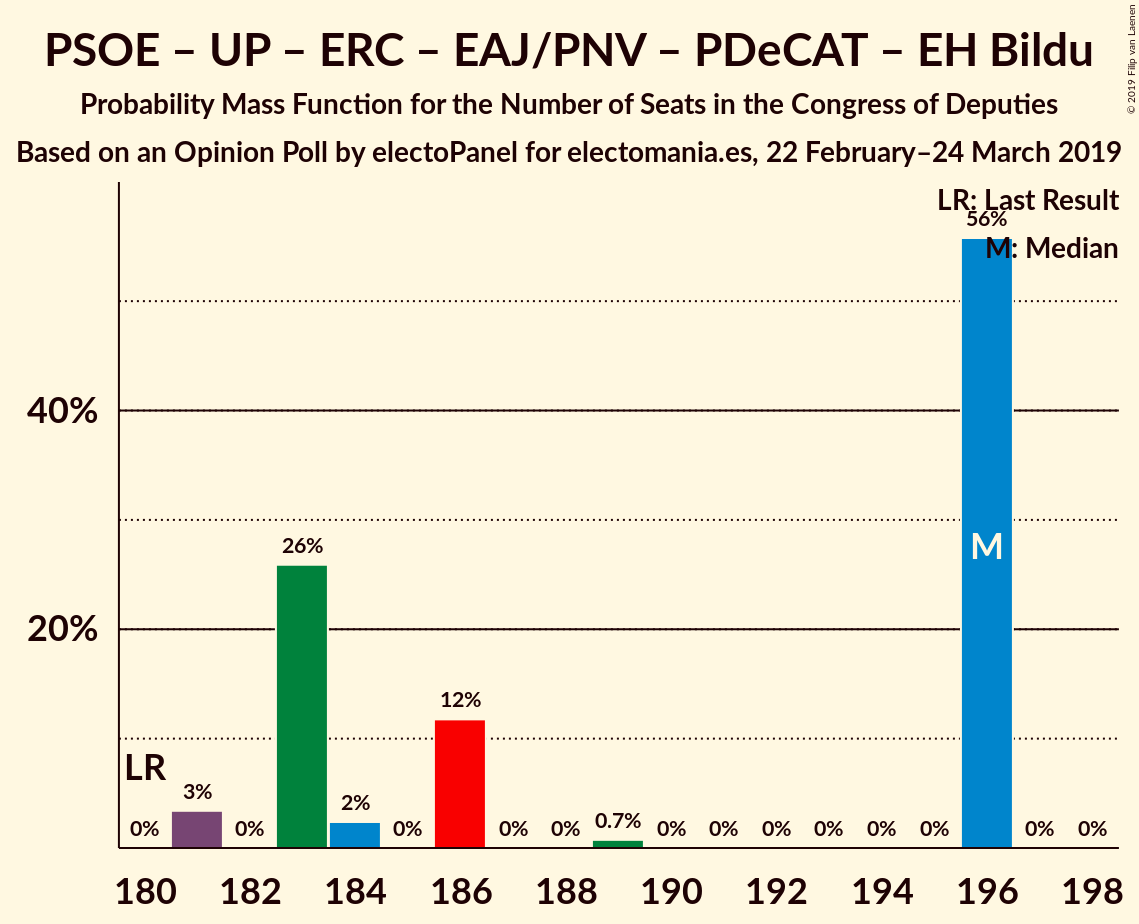 PSOE – UP – ERC – EAJ/PNV – PDeCAT – EH Bildu
Probability Mass Function for the Number of Seats in the Congress of Deputies
Based on an Opinion Poll by electoPanel for electomania.es, 22 February–24 March 2019
© 2019 Filip van Laenen
LR: Last Result
M: Median
56%
40%
26%
M
20%
12%
LR
3%
2%
0.7%
0% 0% 0% 0% 0% 0% 0% 0% 0% 0% 0% 0% 0%
180 182 184 186 188 190 192 194 196 198